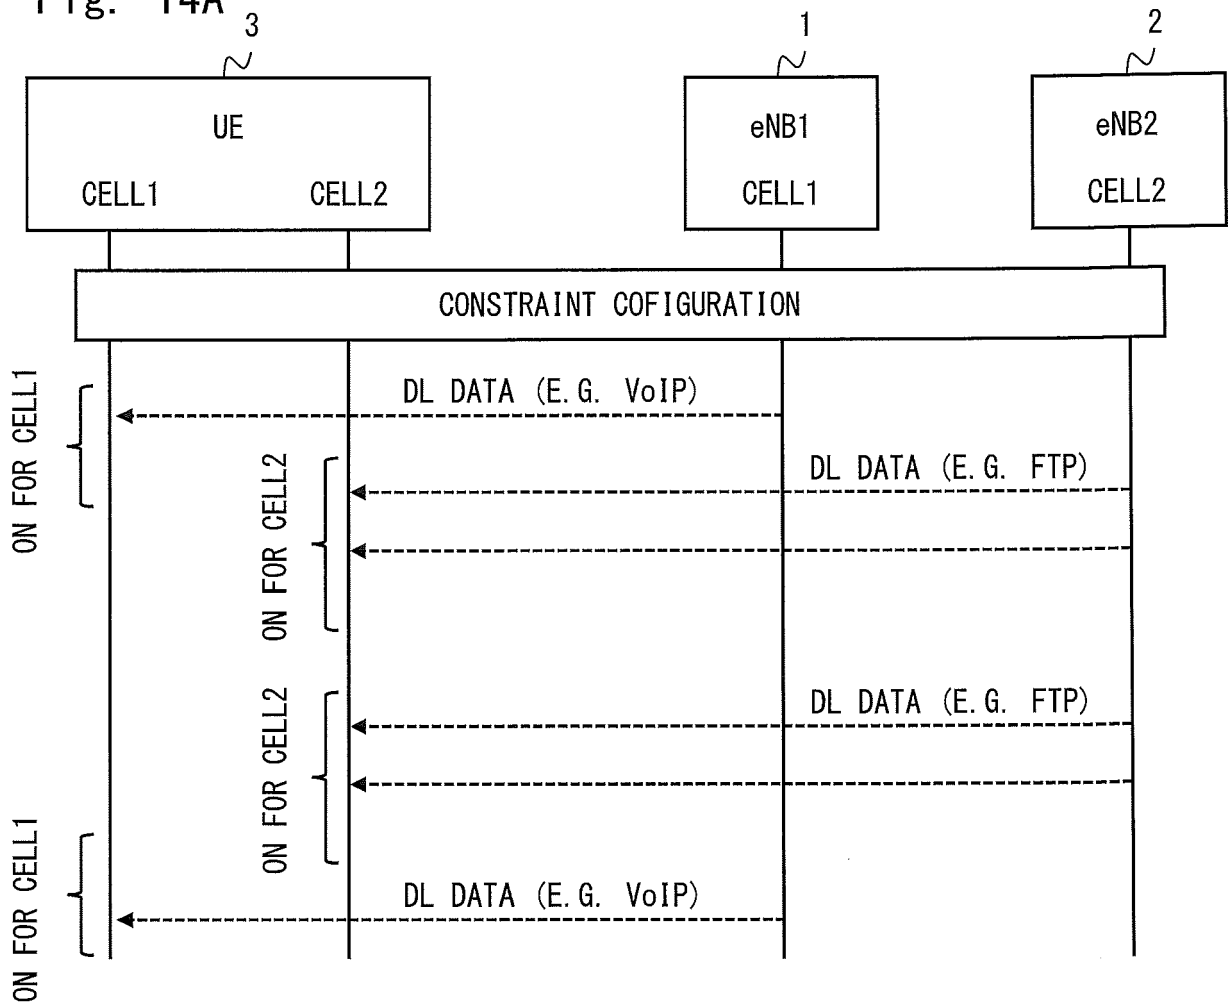 Fig. 14A
3
1
2
UE
eNB1
eNB2
CELL1
CELL2
CELL1
CELL2
CONSTRAINT COFIGURATION
ON FOR CELL1
DL DATA (E.G. VoIP)
ON FOR CELL2
DL DATA (E.G. FTP)
ON FOR CELL2
DL DATA (E.G. FTP)
ON FOR CELL1
DL DATA (E.G. VoIP)